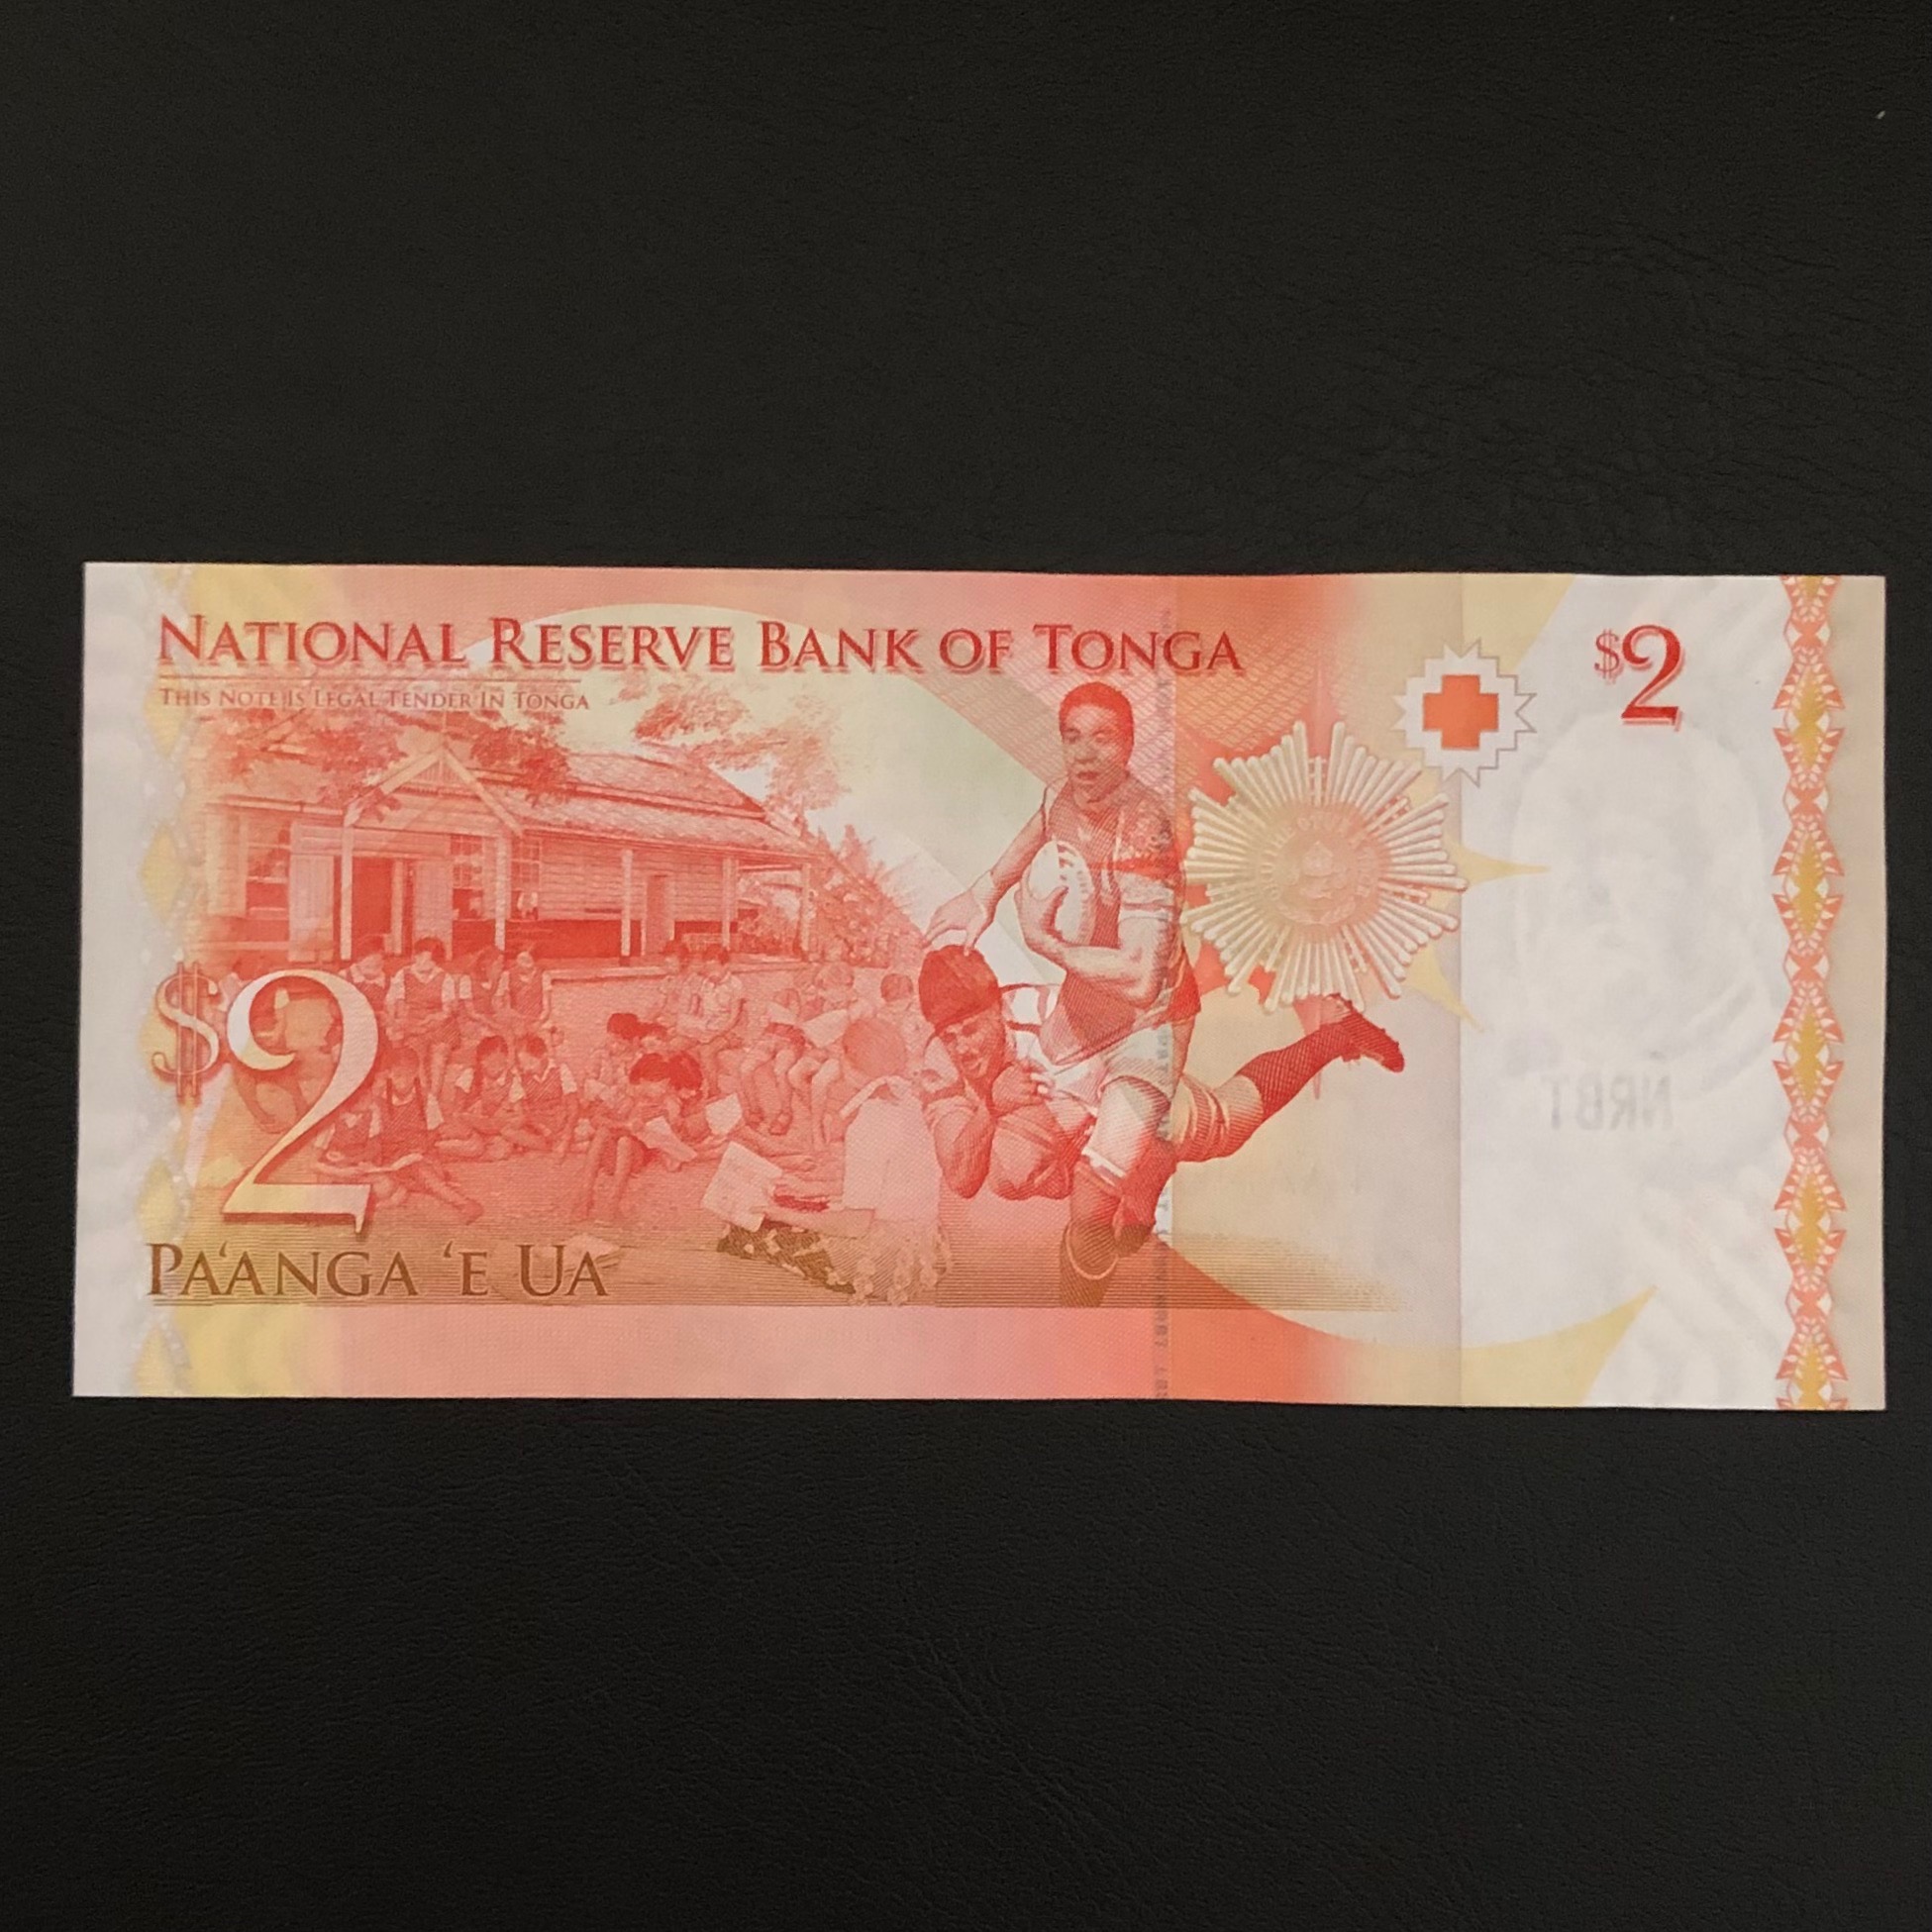 NATIONAL RESERVE BANK OF TONGA
THIS NOTE IS LEGAL TENDER IN TONGA
$2
$2
PA‘ANGA ‘E UA
NRBT